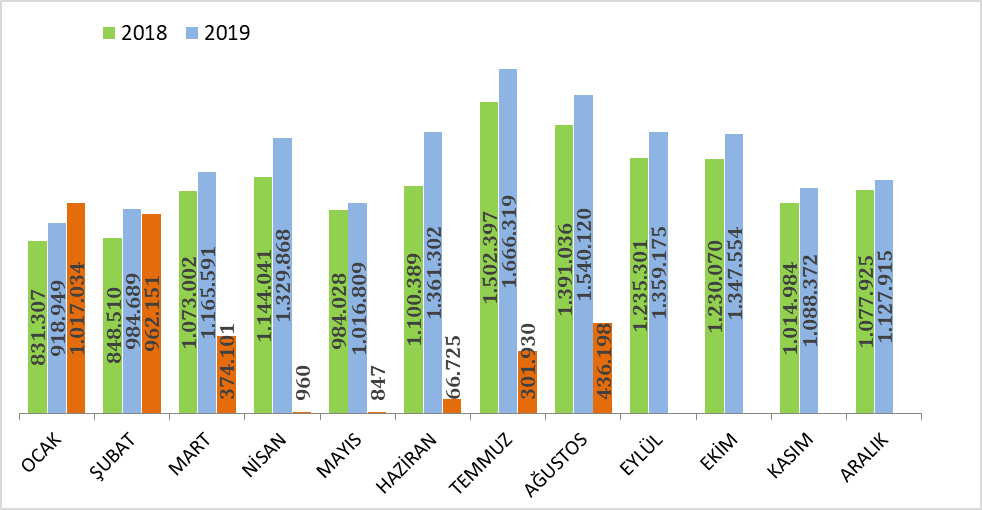 2018 2019
831.307
918.949
1.017.034
848.510
984.689
962.151
1.073.002
1.165.591
374.101
1.144.041
1.329.868
960
984.028
1.016.809
847
1.100.389
1.361.302
66.725
1.502.397
1.666.319
301.930
1.391.036
1.540.120
436.198
1.235.301
1.359.175
1.230.070
1.347.554
1.014.984
1.088.372
1.077.925
1.127.915
OCAK
ŞUBAT
MART
NİSAN
MAYIS
HAZİRAN
TEMMUZ
AĞUSTOS
EYLÜL
EKİM
KASIM
ARALIK